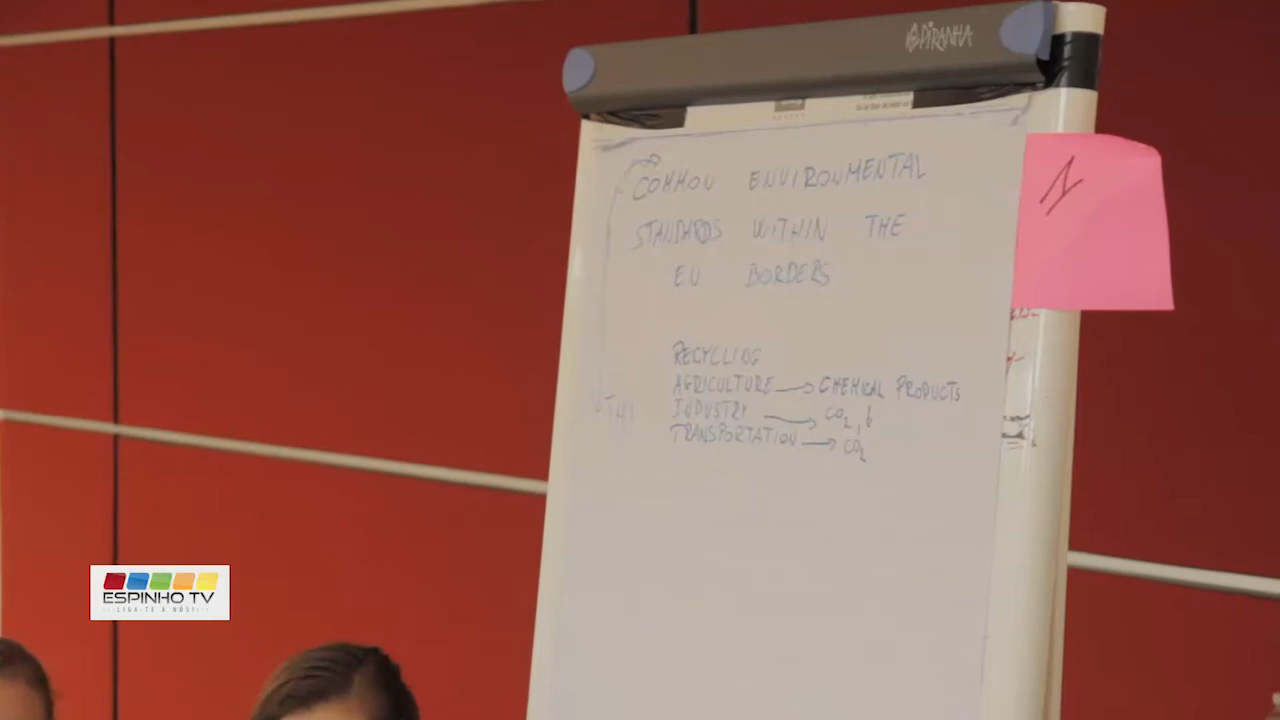 PIRANHA
COMMON ENVIRONMENTAL
STANDARDS WITHIN THE
EU BORDERS
RECYCLING
AGRICULTURE → CHEMICAL PRODUCTS
INDUSTRY → CO2 ↓
TRANSPORTATION → CO2
ESPINHO TV
LIGA-TE A NÓS!